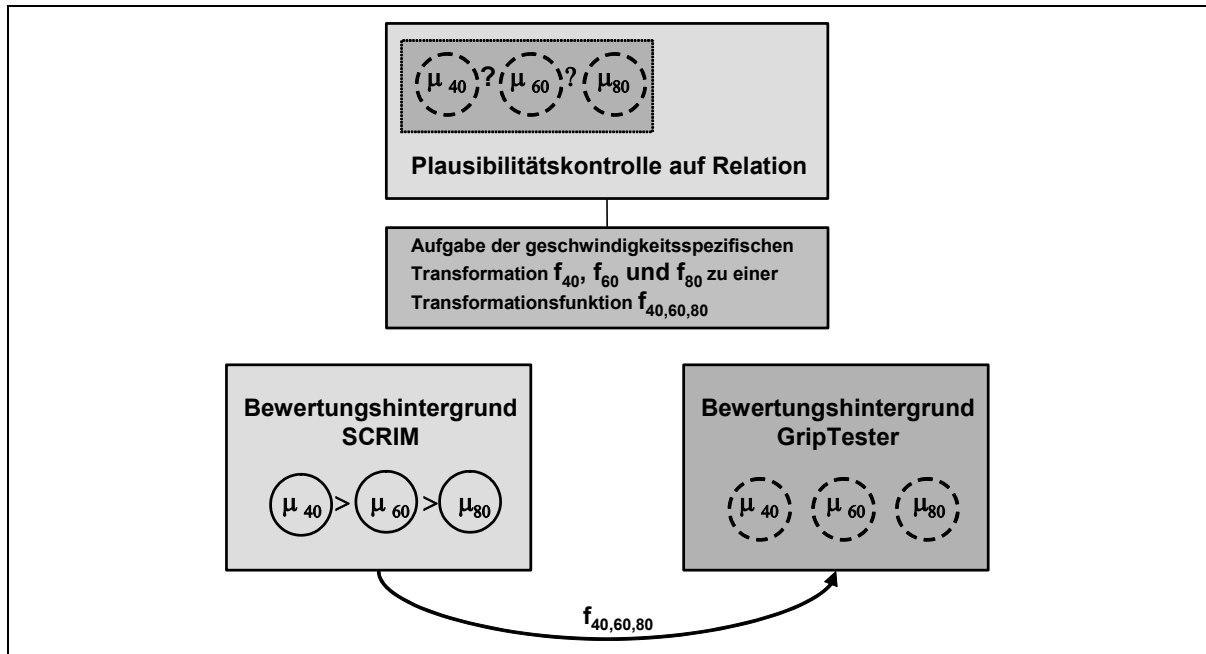 μ 40 ? μ 60 ? μ80
Plausibilitätskontrolle auf Relation
Aufgabe der geschwindigkeitsspezifischen
Transformation f40, f60 und f80 zu einer
Transformationsfunktion f40,60,80
Bewertungshintergrund
SCRIM
μ 40 > μ 60 > μ80
Bewertungshintergrund
GripTester
μ 40 μ 60 μ80
f40,60,80